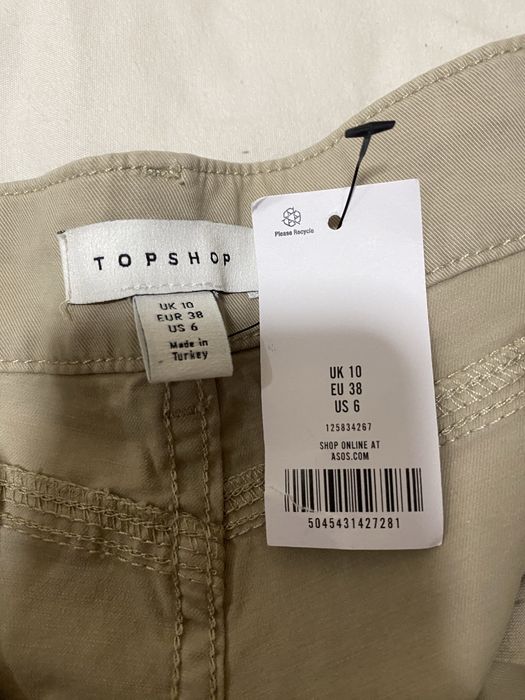 TOPSHOP
UK 10
EUR 38
US 6
Made in
Turkey
Please Recycle
UK 10
EU 38
US 6
125834267
SHOP ONLINE AT
ASOS.COM
5045431427281